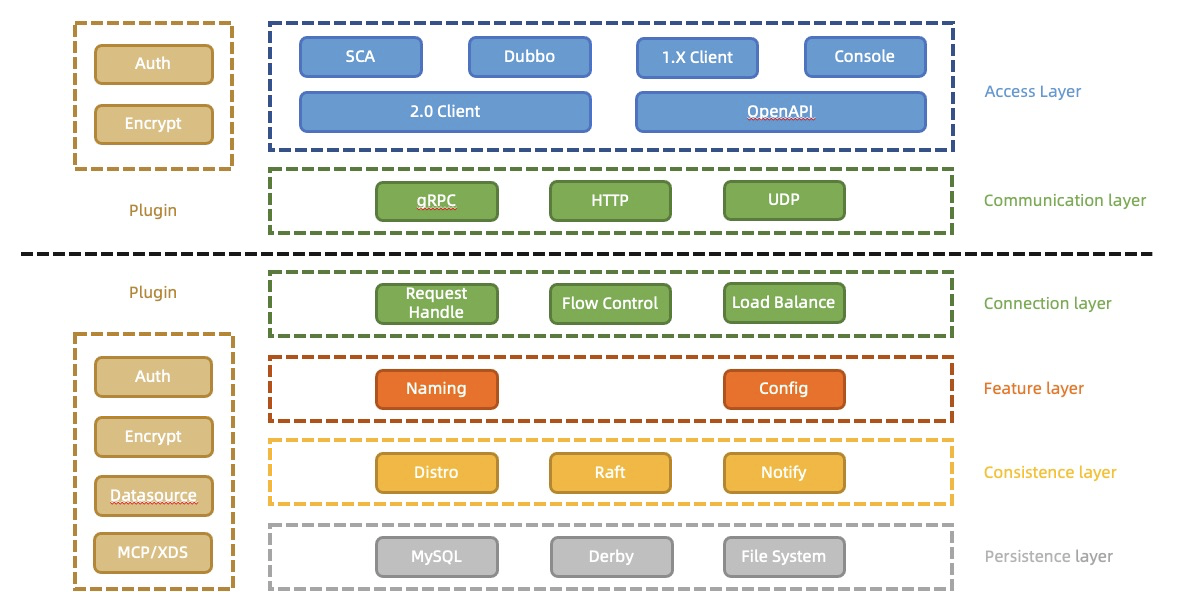 Auth
Encrypt
Plugin
SCA
Dubbo
1.X Client
Console
2.0 Client
OpenAPI
Access Layer
gRPC
HTTP
UDP
Communication layer
Plugin
Auth
Encrypt
Datasource
MCP/XDS
Request
Handle
Flow Control
Load Balance
Connection layer
Naming
Config
Feature layer
Distro
Raft
Notify
Consistence layer
MySQL
Derby
File System
Persistence layer